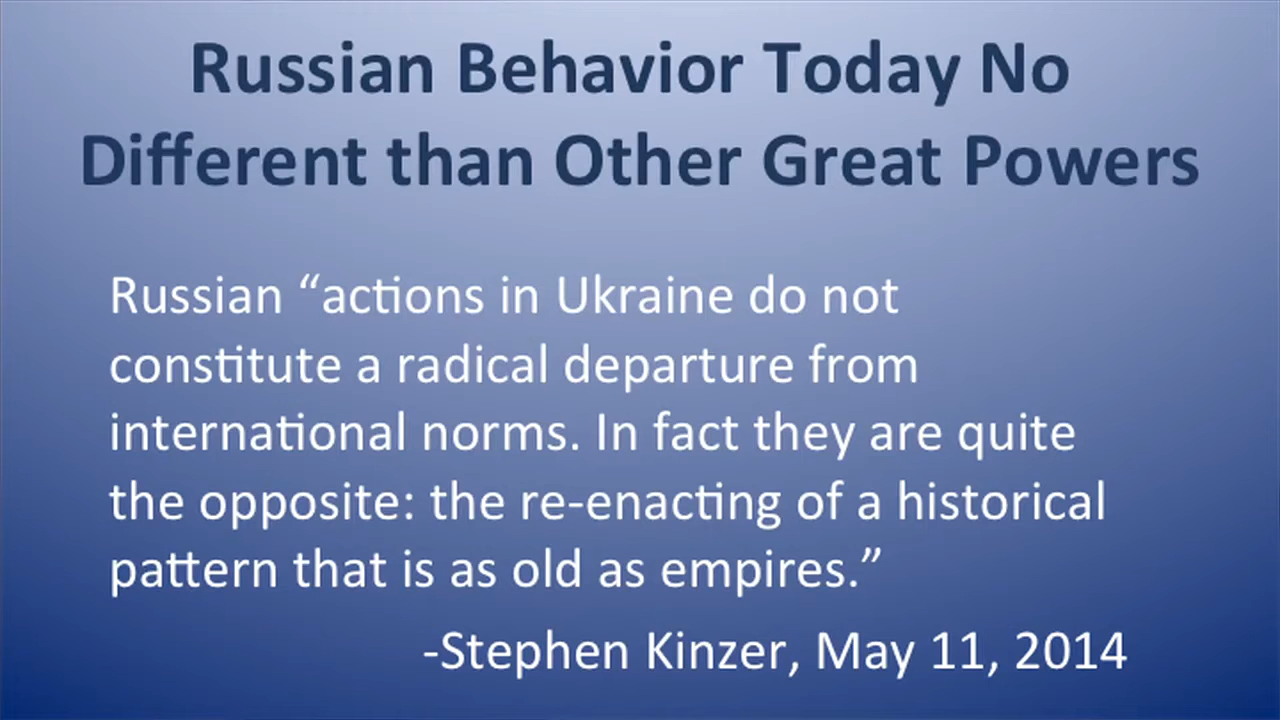 Russian Behavior Today No
Different than Other Great Powers
Russian “actions in Ukraine do not
constitute a radical departure from
international norms. In fact they are quite
the opposite: the re-enacting of a historical
pattern that is as old as empires.”
-Stephen Kinzer, May 11, 2014